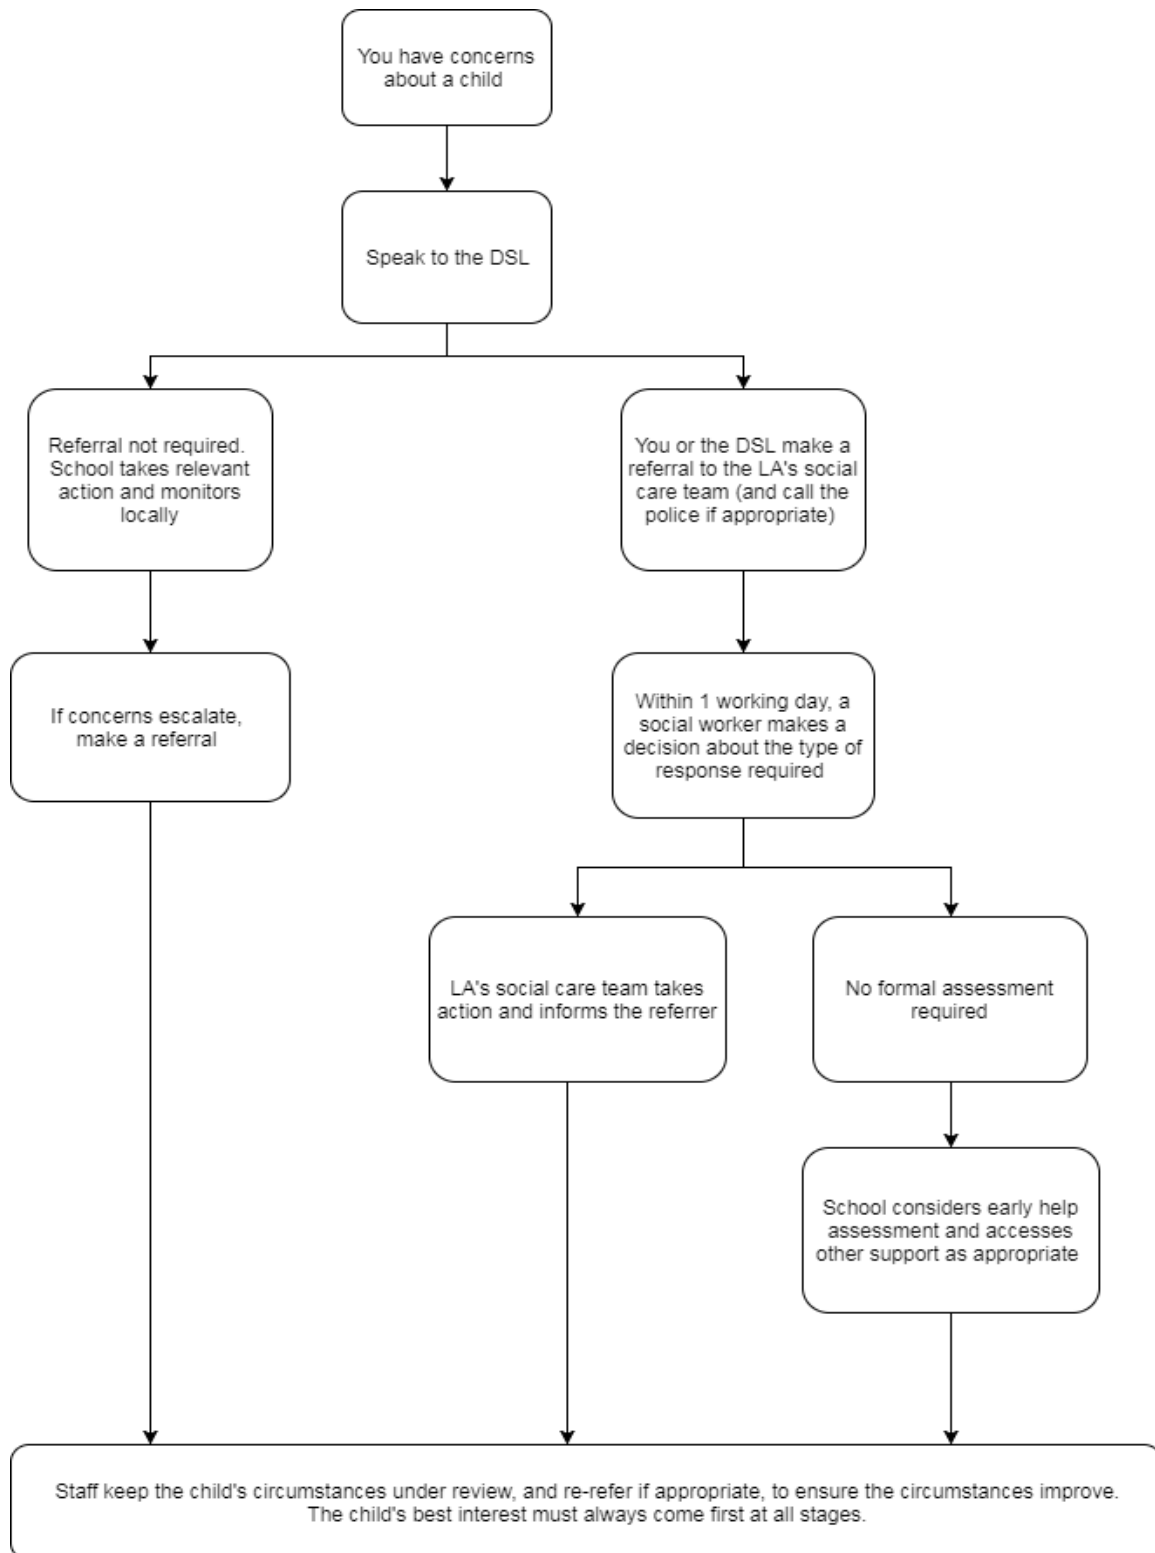 You have concerns
about a child
Speak to the DSL
Referral not required.
School takes relevant
action and monitors
locally
You or the DSL make a
referral to the LA's social
care team (and call the
police if appropriate)
If concerns escalate,
make a referral
Within 1 working day, a
social worker makes a
decision about the type of
response required
LA's social care team takes
action and informs the referrer
No formal assessment
required
School considers early help
assessment and accesses
other support as appropriate
Staff keep the child's circumstances under review, and re-refer if appropriate, to ensure the circumstances improve.
The child's best interest must always come first at all stages.